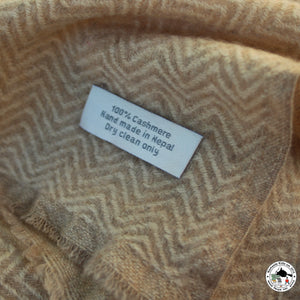 100% Cashmere
Hand made in Nepal
Dry clean only